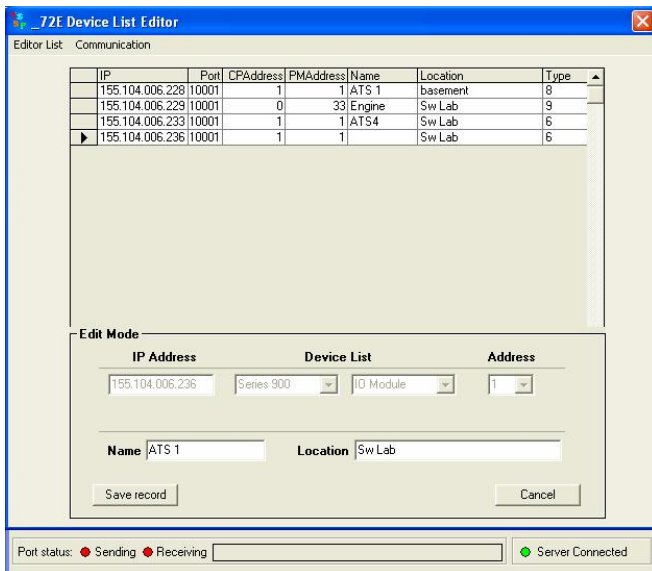 _72E Device List Editor
Editor List Communication
IP Port CPAddress PMAddress Name Location Type
155.104.006.228 10001 1 1 ATS 1 basement 8
155.104.006.229 10001 0 33 Engine Sw Lab 9
155.104.006.233 10001 1 1 ATS4 Sw Lab 6
155.104.006.236 10001 1 1 Sw Lab 6
Edit Mode
IP Address Device List Address
155.104.006.236 Series 900 IO Module 1
Name ATS 1 Location Sw Lab
Save record Cancel
Port status: Sending Receiving Server Connected